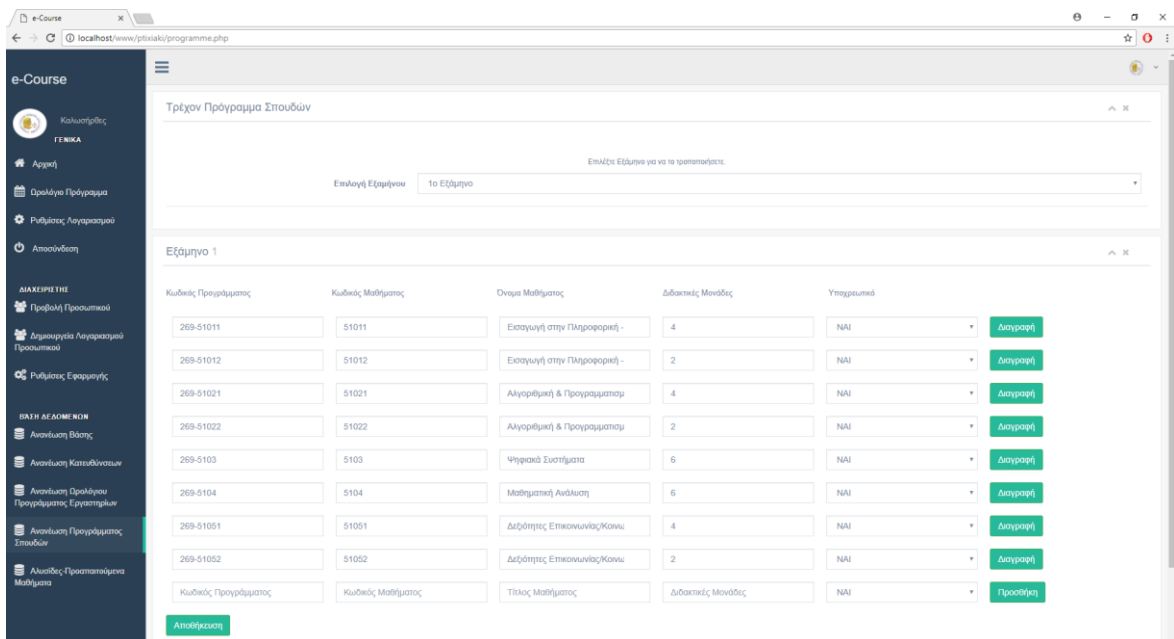 e-Course
localhost/www/ptixiaki/programme.php
e-Course
Καλωσήρθες
ΓΕΝΙΚΑ
Αρχική
Ωρολόγιο Πρόγραμμα
Ρυθμίσεις Λογαριασμού
Αποσύνδεση
ΔΙΑΧΕΙΡΙΣΤΗΣ
Προβολή Προσωπικού
Δημιουργεία Λογαριασμού
Προσωπικού
Ρυθμίσεις Εφαρμογής
ΒΆΣΗ ΔΕΔΟΜΕΝΩΝ
Ανανέωση Βάσης
Ανανέωση Κατευθύνσεων
Ανανέωση Ωρολόγιου
Προγράμματος Εργαστηρίων
Ανανέωση Προγράμματος
Σπουδών
Αλυσίδες-Προαπαιτούμενα
Μαθήματα
Τρέχον Πρόγραμμα Σπουδών
Επιλέξτε Εξάμηνο για να το τροποποιήσετε.
Επιλογή Εξαμήνου 1ο Εξάμηνο
Εξάμηνο 1
Κωδικός Προγράμματος Κωδικός Μαθήματος Όνομα Μαθήματος Διδακτικές Μονάδες Υποχρεωτικό
269-51011 51011 Εισαγωγή στην Πληροφορική - 4 ΝΑΙ Διαγραφή
269-51012 51012 Εισαγωγή στην Πληροφορική - 2 ΝΑΙ Διαγραφή
269-51021 51021 Αλγοριθμική & Προγραμματισμ 4 ΝΑΙ Διαγραφή
269-51022 51022 Αλγοριθμική & Προγραμματισμ 2 ΝΑΙ Διαγραφή
269-5103 5103 Ψηφιακά Συστήματα 6 ΝΑΙ Διαγραφή
269-5104 5104 Μαθηματική Ανάλυση 6 ΝΑΙ Διαγραφή
269-51051 51051 Δεξιότητες Επικοινωνίας/Κοινω 4 ΝΑΙ Διαγραφή
269-51052 51052 Δεξιότητες Επικοινωνίας/Κοινω 2 ΝΑΙ Διαγραφή
Κωδικός Προγράμματος Κωδικός Μαθήματος Τίτλος Μαθήματος Διδακτικές Μονάδες ΝΑΙ Προσθήκη
Αποθήκευση